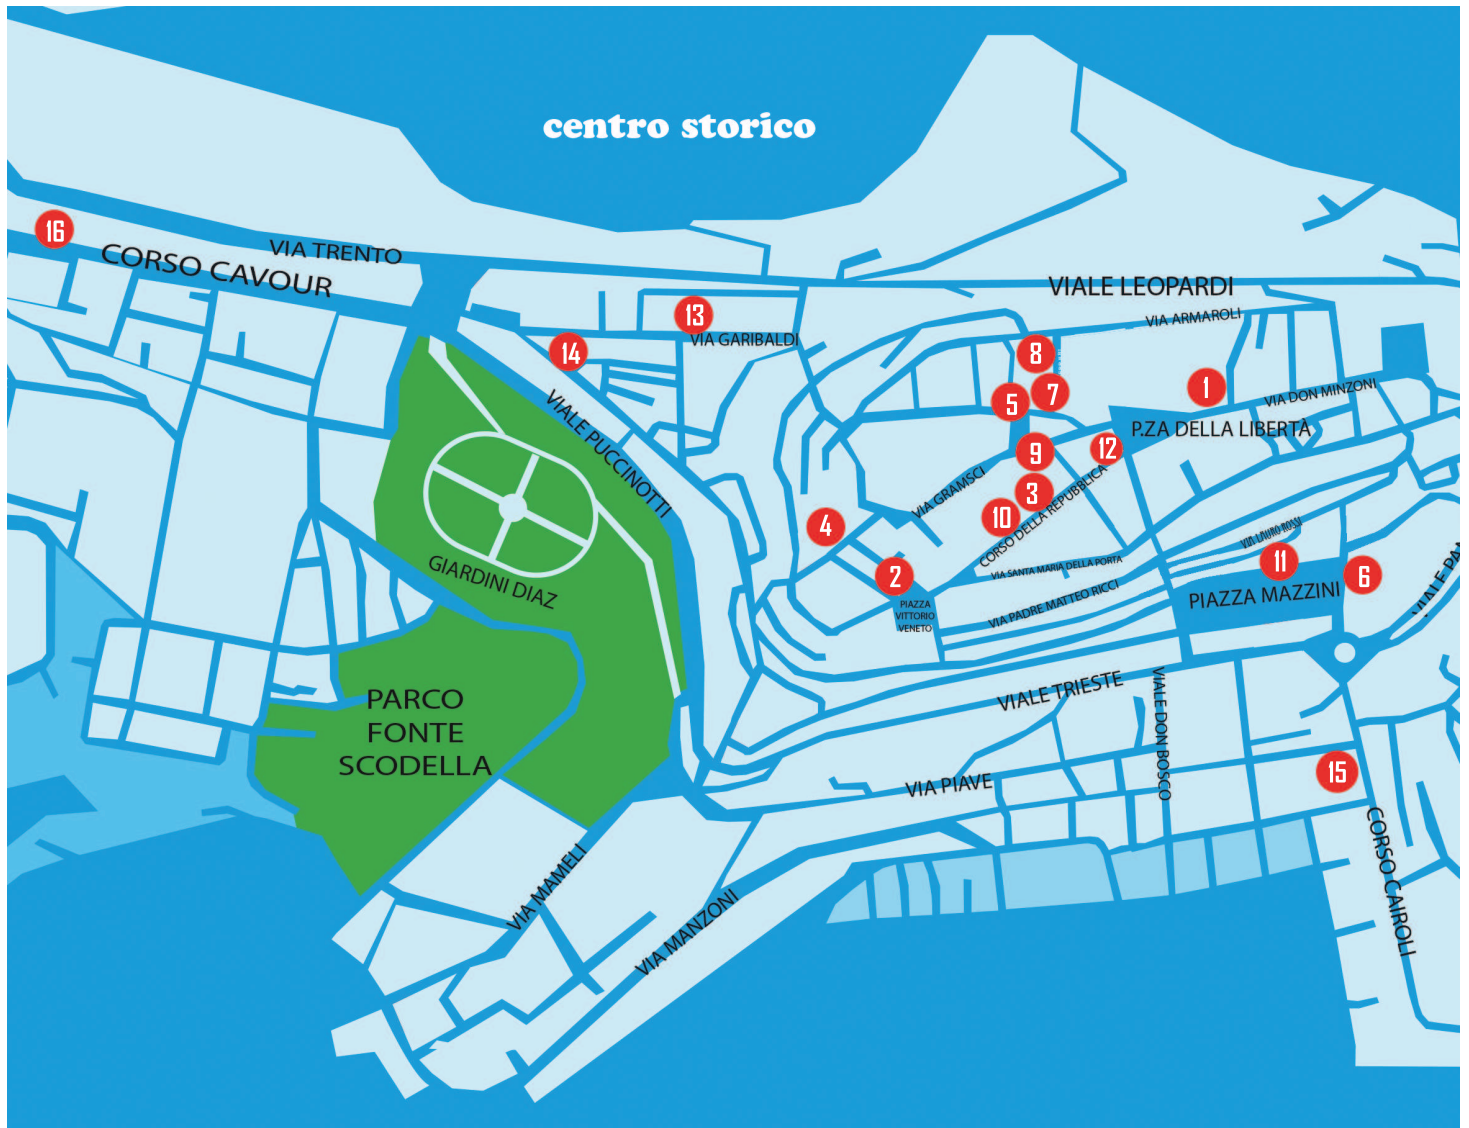 centro storico
16
VIA TRENTO
CORSO CAVOUR
VIALE LEOPARDI
13
VIA GARIBALDI
VIA ARMAROLI
14
8
5
7
1
VIA DON MINZONI
VIALE PUCCINOTTI
P.ZA DELLA LIBERTÀ
9
12
VIA GRAMSCI
3
10
CORSO DELLA REPUBBLICA
4
VIA LAURO ROSSI
2
VIA SANTA MARIA DELLA PORTA
11
6
GIARDINI DIAZ
PIAZZA
VITTORIO
VENETO
VIA PADRE MATTEO RICCI
PIAZZA MAZZINI
PARCO
FONTE
SCODELLA
VIALE TRIESTE
VIALE DON BOSCO
VIA PIAVE
15
VIA MAMELI
VIA MANZONI
CORSO CAIROLI